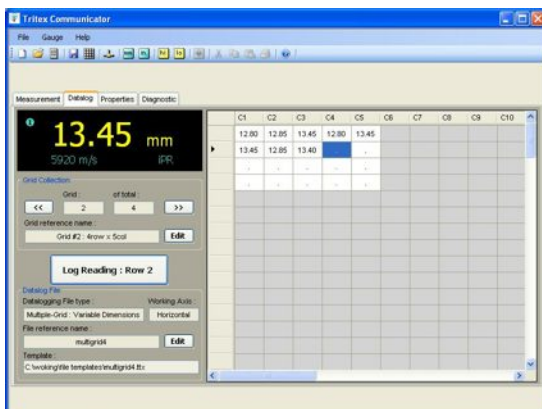 Tritex Communicator
File Gauge Help
Measurement Datalog Properties Diagnostic
13.45 mm
5920 m/s IPR
Grid Collection
Grid : of total :
<< 2 4 >>
Grid reference name :
Grid #2 : 4row x 5col Edit
Log Reading : Row 2
Datalog File
Datalogging File type : Working Axis :
Multiple-Grid : Variable Dimensions Horizontal
File reference name :
multigrid4 Edit
Template :
C:\woking\file templates\multigrid4.ttx
C1 C2 C3 C4 C5 C6 C7 C8 C9 C10
12.80 12.85 13.45 12.80 13.45
13.45 12.85 13.40 .
. . . . .
. . . . .